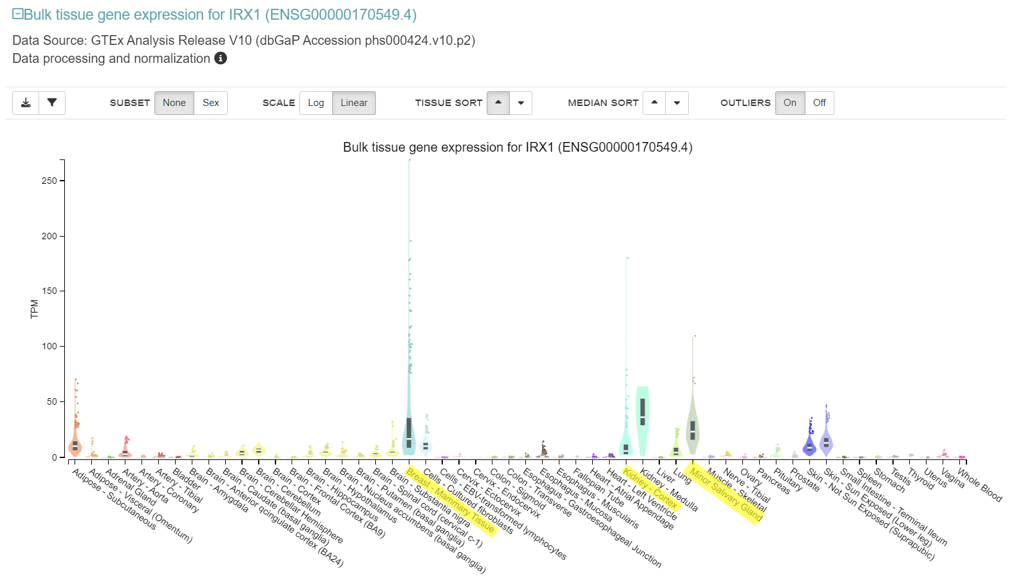 Bulk tissue gene expression for IRX1 (ENSG00000170549.4)
Data Source: GTEx Analysis Release V10 (dbGaP Accession phs000424.v10.p2)
Data processing and normalization
SUBSET None Sex SCALE Log Linear TISSUE SORT MEDIAN SORT OUTLIERS On Off
Bulk tissue gene expression for IRX1 (ENSG00000170549.4)
TPM
250
200
150
100
50
0
Adipose - Subcutaneous
Adipose - Visceral (Omentum)
Adrenal Gland
Artery - Aorta
Artery - Coronary
Artery - Tibial
Bladder
Brain - Amygdala
Brain - Anterior cingulate cortex (BA24)
Brain - Caudate (basal ganglia)
Brain - Cerebellar Hemisphere
Brain - Cerebellum
Brain - Cortex
Brain - Frontal Cortex (BA9)
Brain - Hippocampus
Brain - Hypothalamus
Brain - Nucleus accumbens (basal ganglia)
Brain - Putamen (basal ganglia)
Brain - Spinal cord (cervical c-1)
Brain - Substantia nigra
Breast - Mammary Tissue
Cells - Cultured fibroblasts
Cells - EBV-transformed lymphocytes
Cervix - Ectocervix
Cervix - Endocervix
Colon - Sigmoid
Colon - Transverse
Esophagus - Gastroesophageal Junction
Esophagus - Mucosa
Esophagus - Muscularis
Fallopian Tube
Heart - Atrial Appendage
Heart - Left Ventricle
Kidney - Cortex
Kidney - Medulla
Liver
Lung
Minor Salivary Gland
Muscle - Skeletal
Nerve - Tibial
Ovary
Pancreas
Pituitary
Prostate
Skin - Not Sun Exposed (Suprapubic)
Skin - Sun Exposed (Lower leg)
Small Intestine - Terminal Ileum
Spleen
Stomach
Testis
Thyroid
Uterus
Vagina
Whole Blood